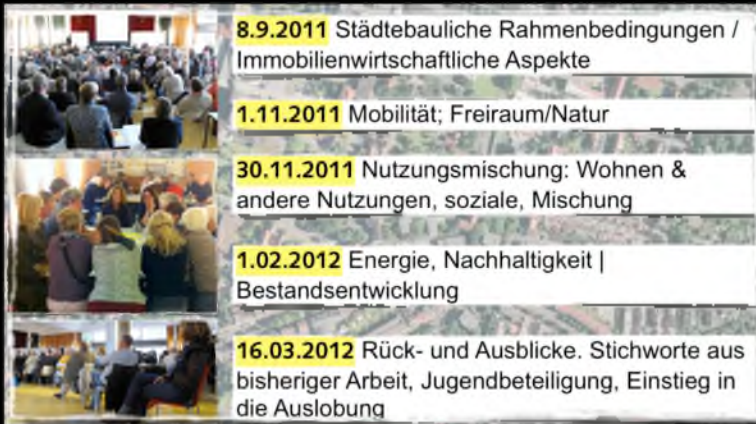 8.9.2011 Städtebauliche Rahmenbedingungen /
Immobilienwirtschaftliche Aspekte
1.11.2011 Mobilität; Freiraum/Natur
30.11.2011 Nutzungsmischung: Wohnen &
andere Nutzungen, soziale, Mischung
1.02.2012 Energie, Nachhaltigkeit |
Bestandsentwicklung
16.03.2012 Rück- und Ausblicke. Stichworte aus
bisheriger Arbeit, Jugendbeteiligung, Einstieg in
die Auslobung